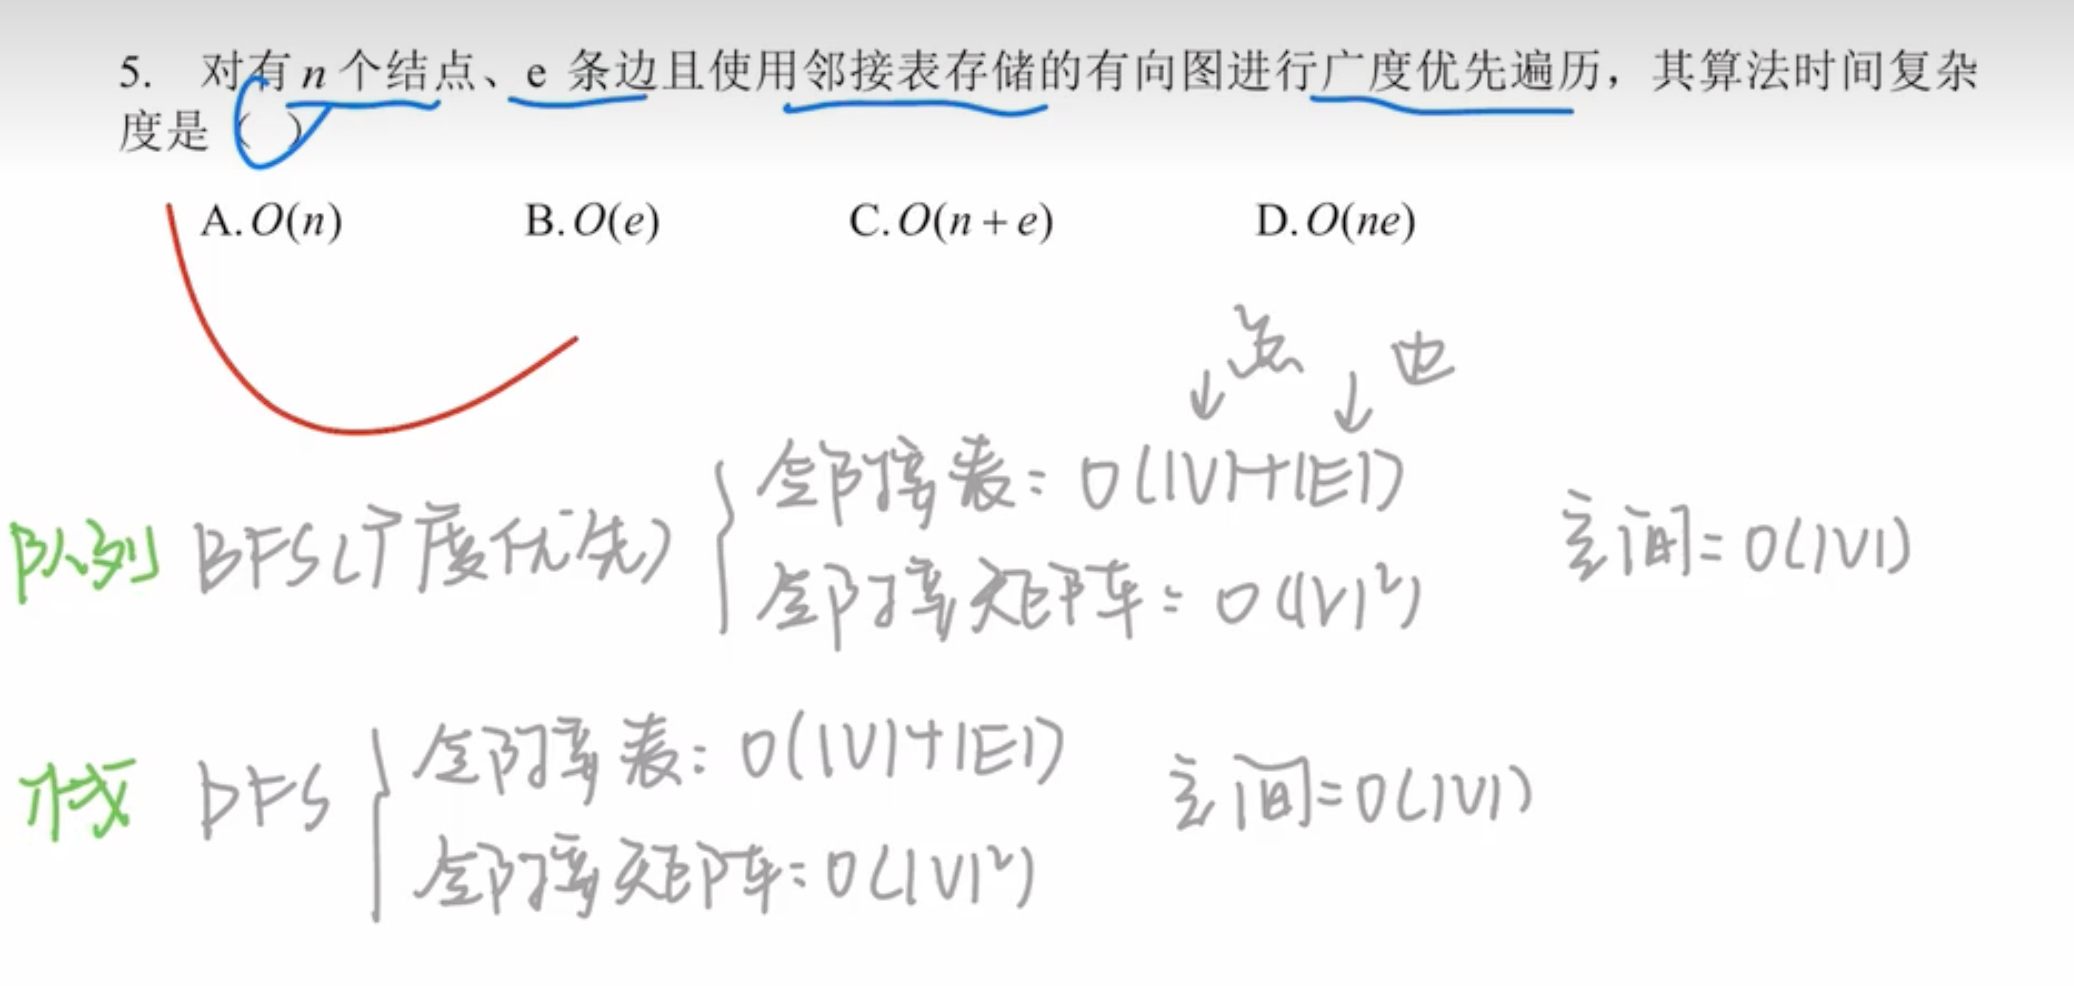 5. 对有 n 个结点、e 条边且使用邻接表存储的有向图进行广度优先遍历，其算法时间复杂
度是（ ）
A. O(n) B. O(e) C. O(n + e) D. O(ne)
点 边
队列 BFS(广度优先) 邻接表: O(|V|+|E|) 空间: O(|V|)
邻接矩阵: O(|V|²)
栈 DFS 邻接表: O(|V|+|E|) 空间: O(|V|)
邻接矩阵: O(|V|²)